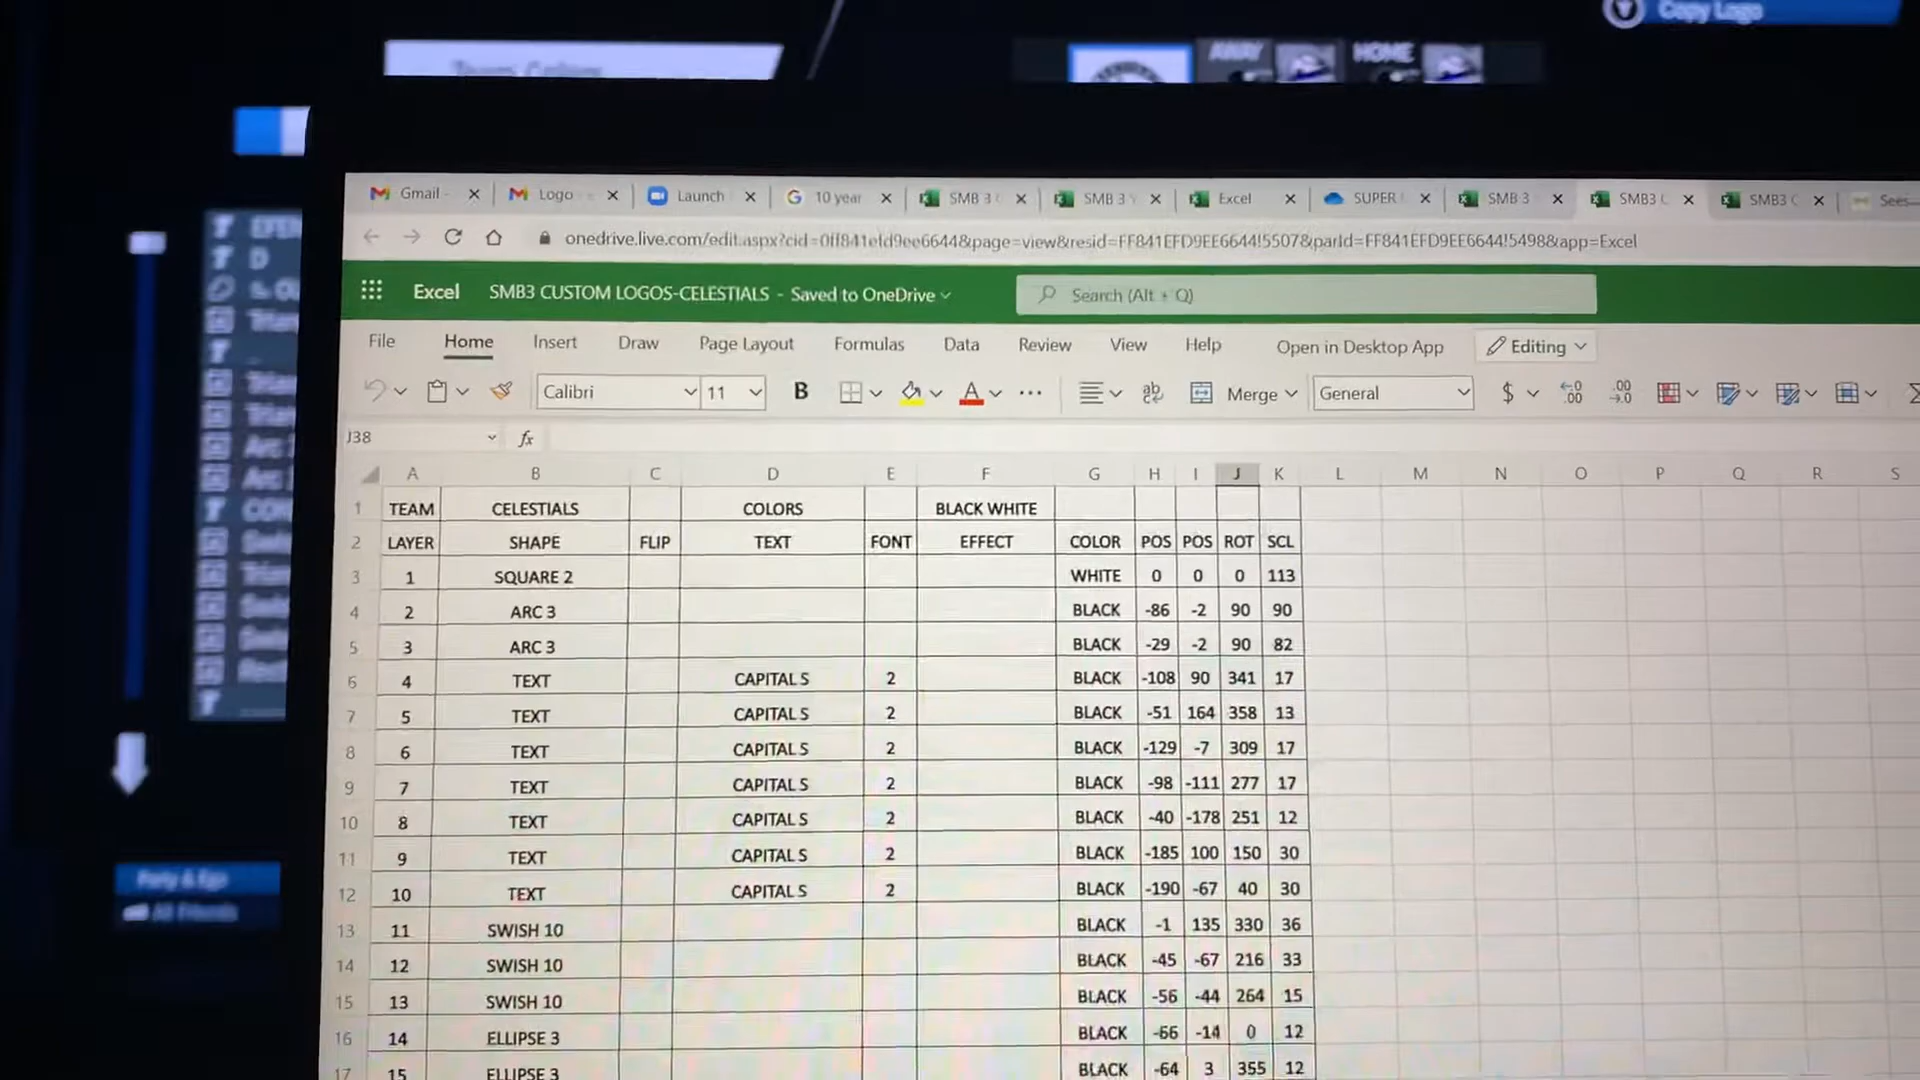 Copy Logo
AWAY HOME
Gmail - Logo Launch 10 year SMB 3 SMB 3 Excel SUPER SMB 3 SMB3 C SMB3 C Sees
onedrive.live.com/edit.aspx?cid=0ff841efd9ee6644&page=view&resid=FF841EFD9EE6644!5507&parId=FF841EFD9EE6644!5498&app=Excel
Excel SMB3 CUSTOM LOGOS-CELESTIALS - Saved to OneDrive Search (Alt + Q)
File Home Insert Draw Page Layout Formulas Data Review View Help Open in Desktop App Editing
Calibri 11 B A ... ab Merge General $
J38 fx
A B C D E F G H I J K L M N O P Q R S
1 TEAM CELESTIALS COLORS BLACK WHITE
2 LAYER SHAPE FLIP TEXT FONT EFFECT COLOR POS POS ROT SCL
3 1 SQUARE 2 WHITE 0 0 0 113
4 2 ARC 3 BLACK -86 -2 90 90
5 3 ARC 3 BLACK -29 -2 90 82
6 4 TEXT CAPITAL S 2 BLACK -108 90 341 17
7 5 TEXT CAPITAL S 2 BLACK -51 164 358 13
8 6 TEXT CAPITAL S 2 BLACK -129 -7 309 17
9 7 TEXT CAPITAL S 2 BLACK -98 -111 277 17
10 8 TEXT CAPITAL S 2 BLACK -40 -178 251 12
11 9 TEXT CAPITAL S 2 BLACK -185 100 150 30
12 10 TEXT CAPITAL S 2 BLACK -190 -67 40 30
13 11 SWISH 10 BLACK -1 135 330 36
14 12 SWISH 10 BLACK -45 -67 216 33
15 13 SWISH 10 BLACK -56 -44 264 15
16 14 ELLIPSE 3 BLACK -66 -14 0 12
17 15 ELLIPSE 3 BLACK -64 3 355 12